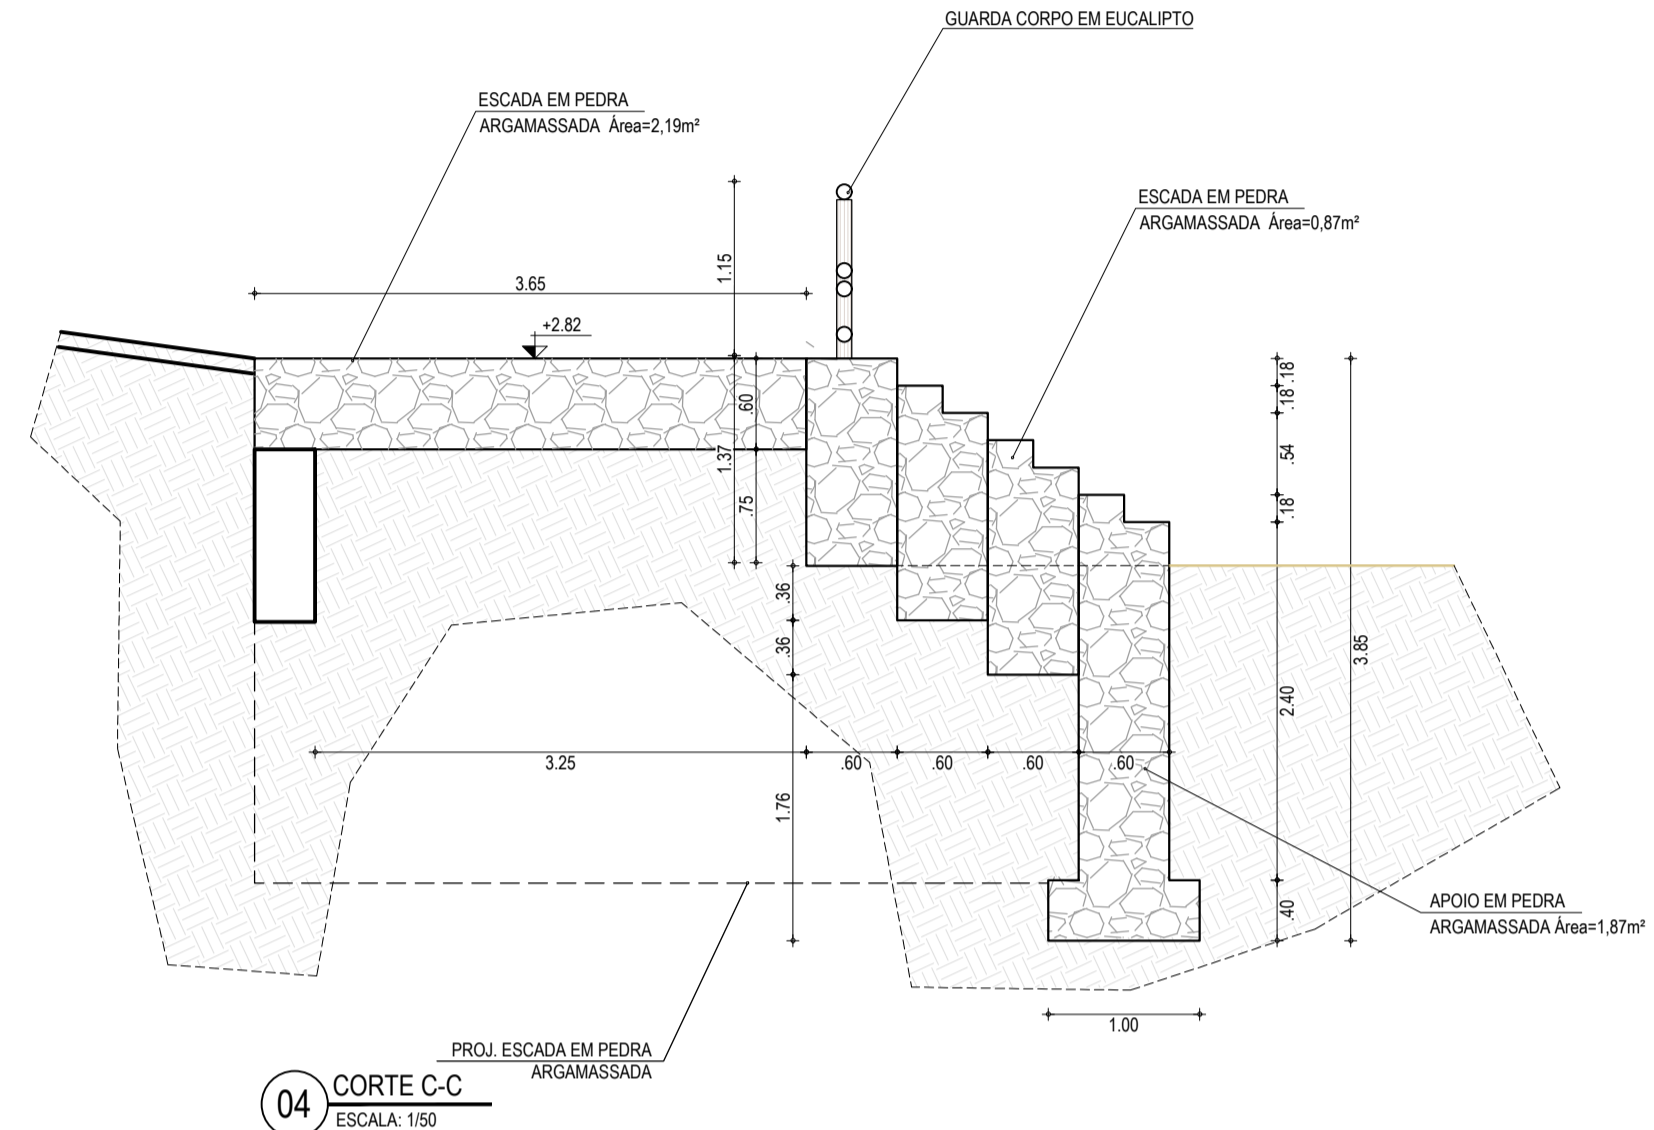 GUARDA CORPO EM EUCALIPTO
ESCADA EM PEDRA
ARGAMASSADA Área=2,19m²
ESCADA EM PEDRA
ARGAMASSADA Área=0,87m²
1.15
3.65
+2.82
.60
1.37
.75
.18
.18
.54
.18
.36
.36
3.85
2.40
3.25
.60
.60
.60
.60
1.76
.40
APOIO EM PEDRA
ARGAMASSADA Área=1,87m²
1.00
PROJ. ESCADA EM PEDRA
ARGAMASSADA
04
CORTE C-C
ESCALA: 1/50